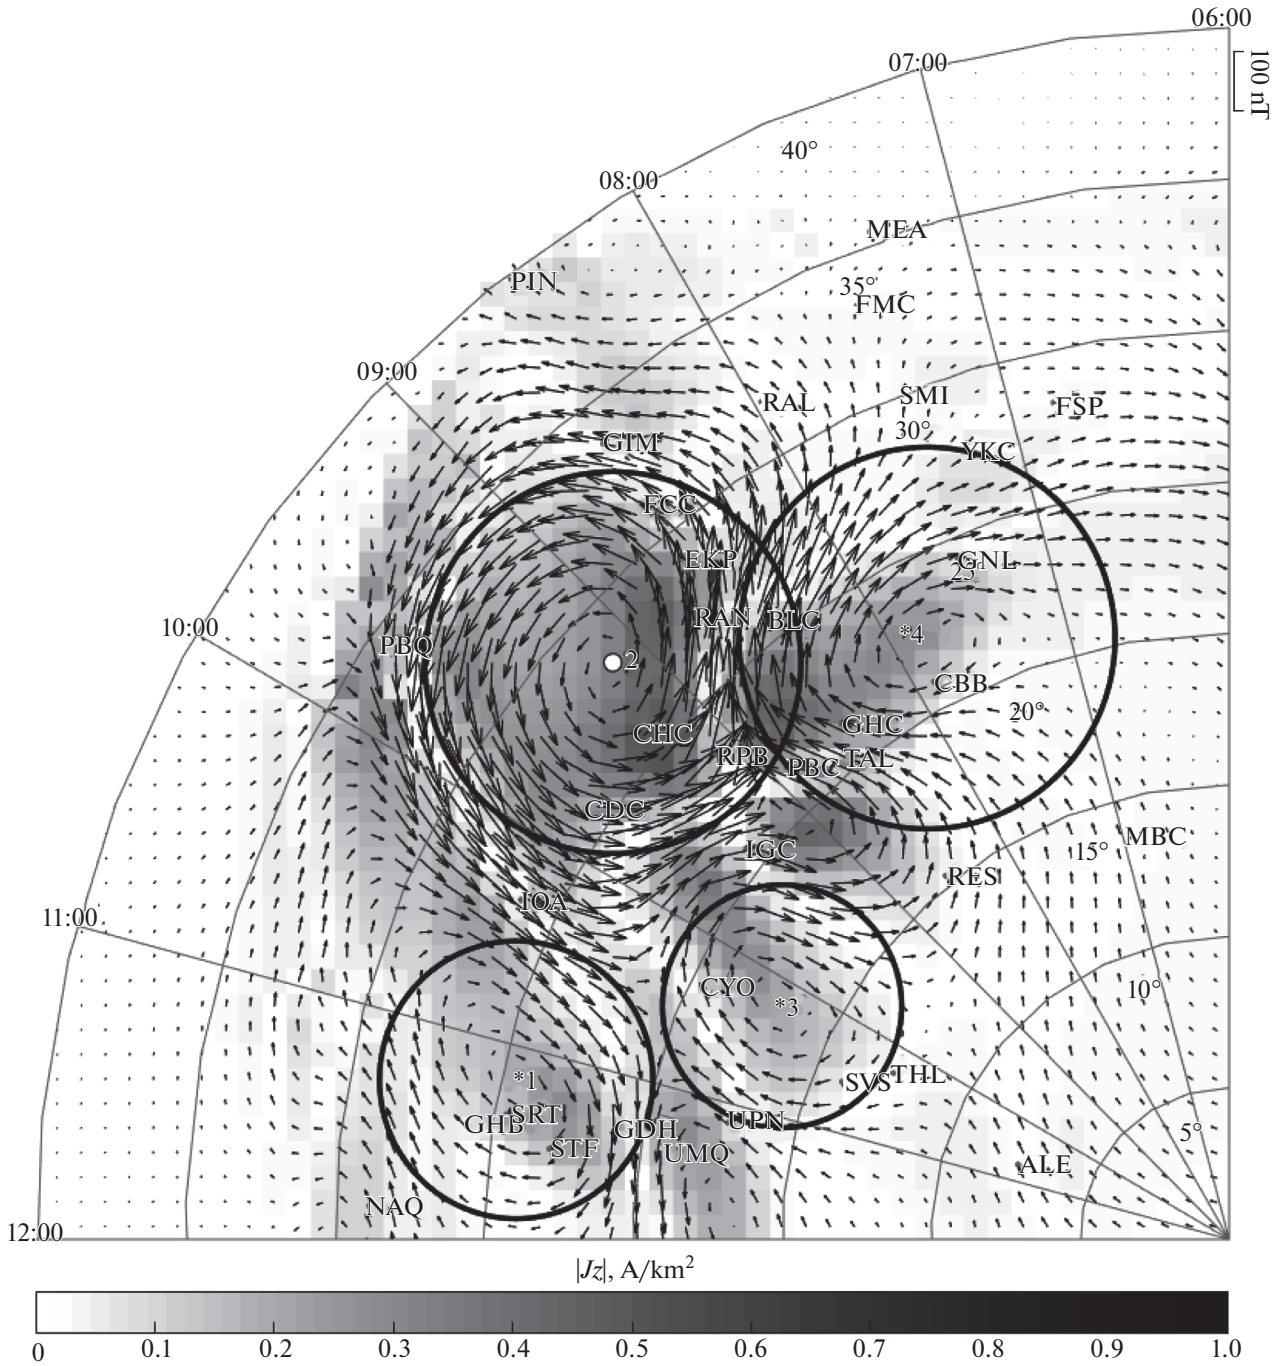 06:00
07:00
100 nT
40°
08:00
MEA
PIN
35°
FMC
09:00
RAL
SMI
FSP
30°
GIM
YKC
FCC
EKP
GNL
25°
RAN
BLC
10:00
*4
PBQ
2
CBB
20°
CHC
GHC
RPB
TAL
PBC
CDC
MBC
IGC
15°
RES
IQA
11:00
CYO
10°
*3
*1
SVS
THL
SRT
GHB
UPN
GDH
5°
STF
UMQ
ALE
NAQ
12:00
|Jz|, A/km²
0 0.1 0.2 0.3 0.4 0.5 0.6 0.7 0.8 0.9 1.0